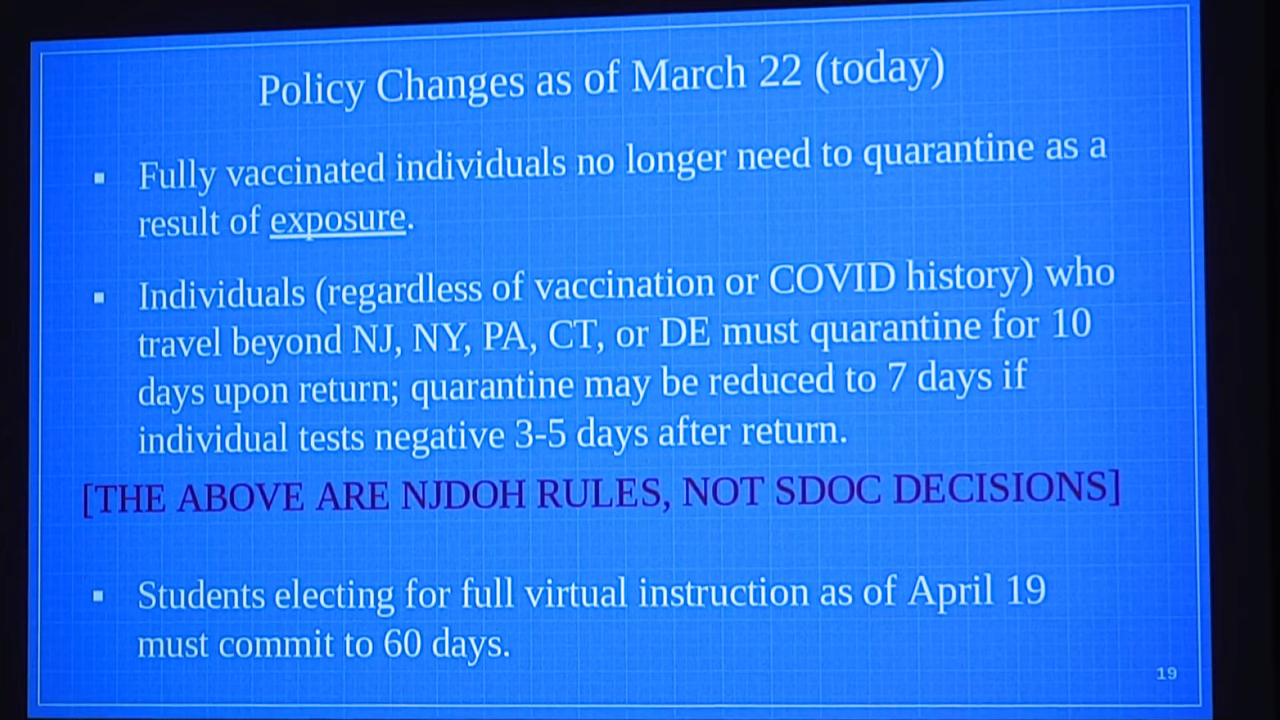 Policy Changes as of March 22 (today)
▪ Fully vaccinated individuals no longer need to quarantine as a
result of exposure.
▪ Individuals (regardless of vaccination or COVID history) who
travel beyond NJ, NY, PA, CT, or DE must quarantine for 10
days upon return; quarantine may be reduced to 7 days if
individual tests negative 3-5 days after return.
[THE ABOVE ARE NJDOH RULES, NOT SDOC DECISIONS]
▪ Students electing for full virtual instruction as of April 19
must commit to 60 days.
19